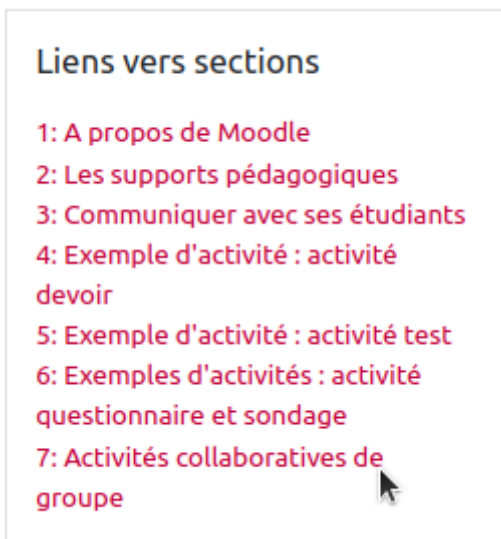 Liens vers sections
1: A propos de Moodle
2: Les supports pédagogiques
3: Communiquer avec ses étudiants
4: Exemple d'activité : activité
devoir
5: Exemple d'activité : activité test
6: Exemples d'activités : activité
questionnaire et sondage
7: Activités collaboratives de
groupe